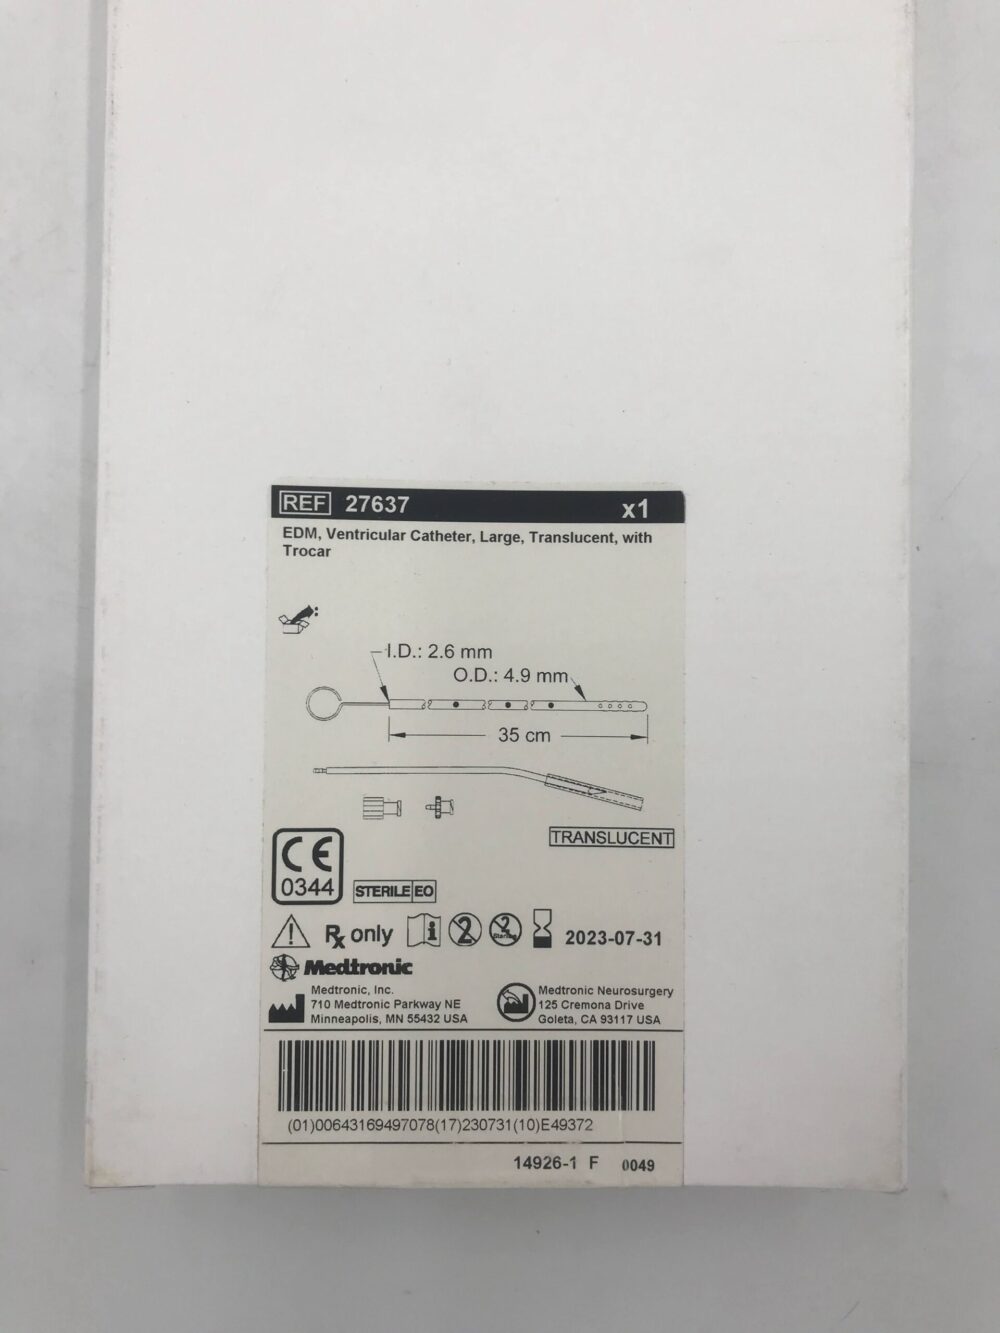 REF 27637 x1
EDM, Ventricular Catheter, Large, Translucent, with
Trocar
I.D.: 2.6 mm
O.D.: 4.9 mm
35 cm
TRANSLUCENT
CE
0344
STERILE EO
Rx only 2 2 2023-07-31
Medtronic
Medtronic, Inc.
710 Medtronic Parkway NE
Minneapolis, MN 55432 USA
Medtronic Neurosurgery
125 Cremona Drive
Goleta, CA 93117 USA
(01)00643169497078(17)230731(10)E49372
14926-1 F 0049